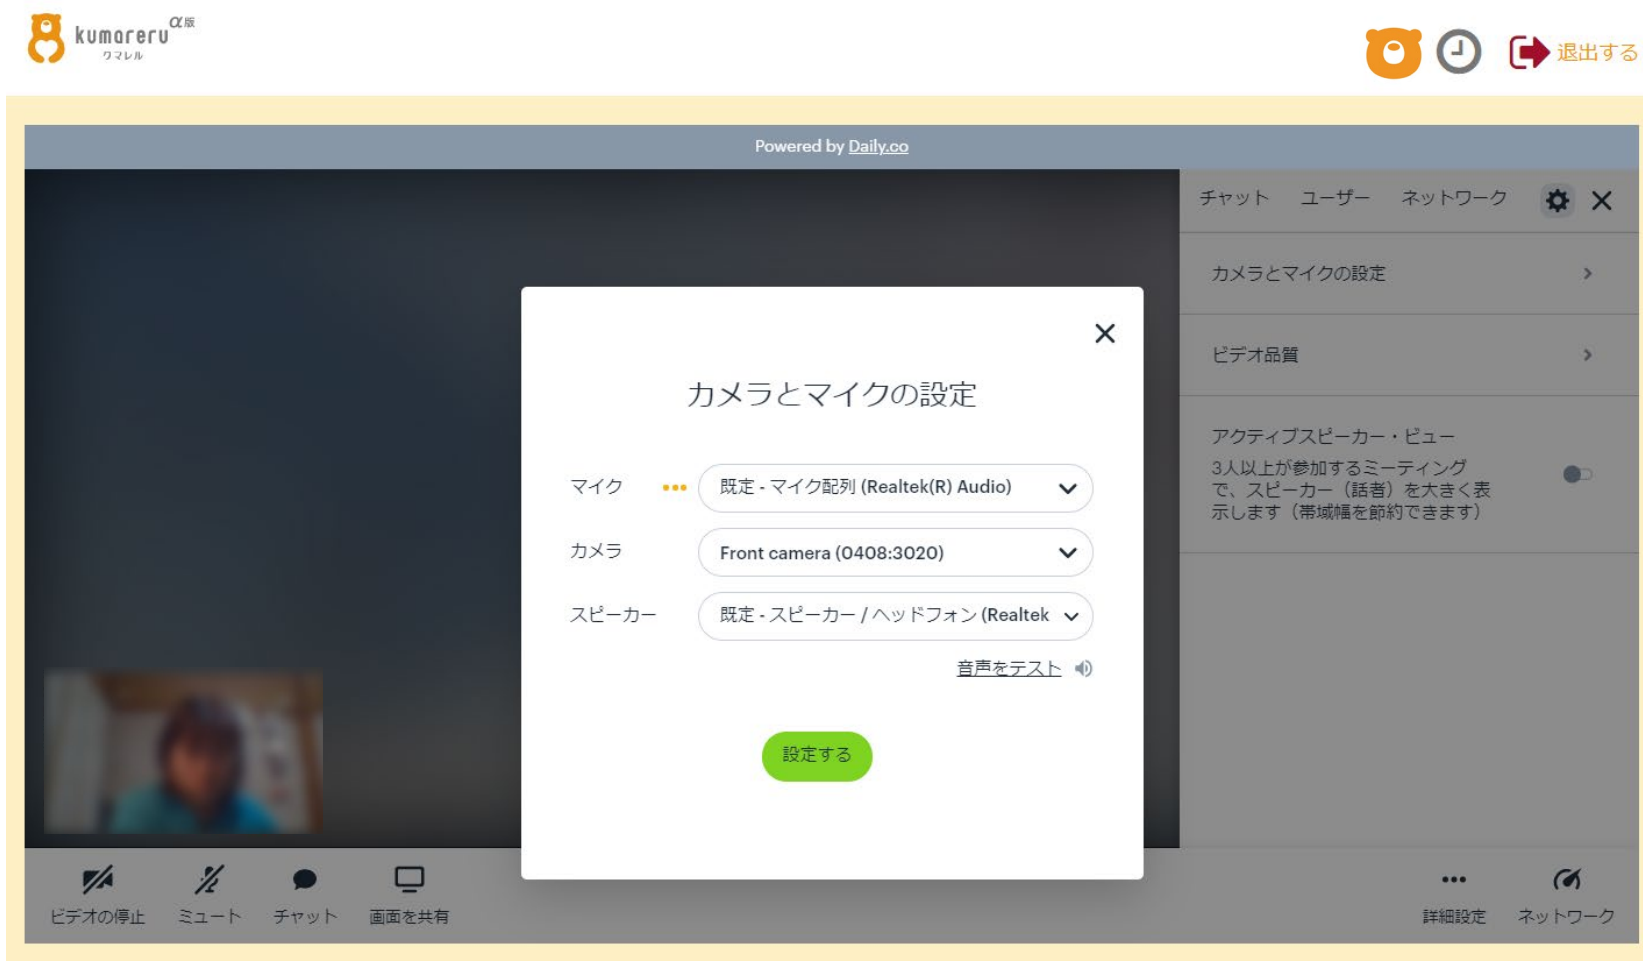 kumareru α版
クマレル
退出する
Powered by Daily.co
チャット ユーザー ネットワーク
カメラとマイクの設定
ビデオ品質
アクティブスピーカー・ビュー
3人以上が参加するミーティング
で、スピーカー（話者）を大きく表
示します（帯域幅を節約できます）
カメラとマイクの設定
マイク 既定 - マイク配列 (Realtek(R) Audio)
カメラ Front camera (0408:3020)
スピーカー 既定 - スピーカー / ヘッドフォン (Realtek
音声をテスト
設定する
ビデオの停止 ミュート チャット 画面を共有 詳細設定 ネットワーク